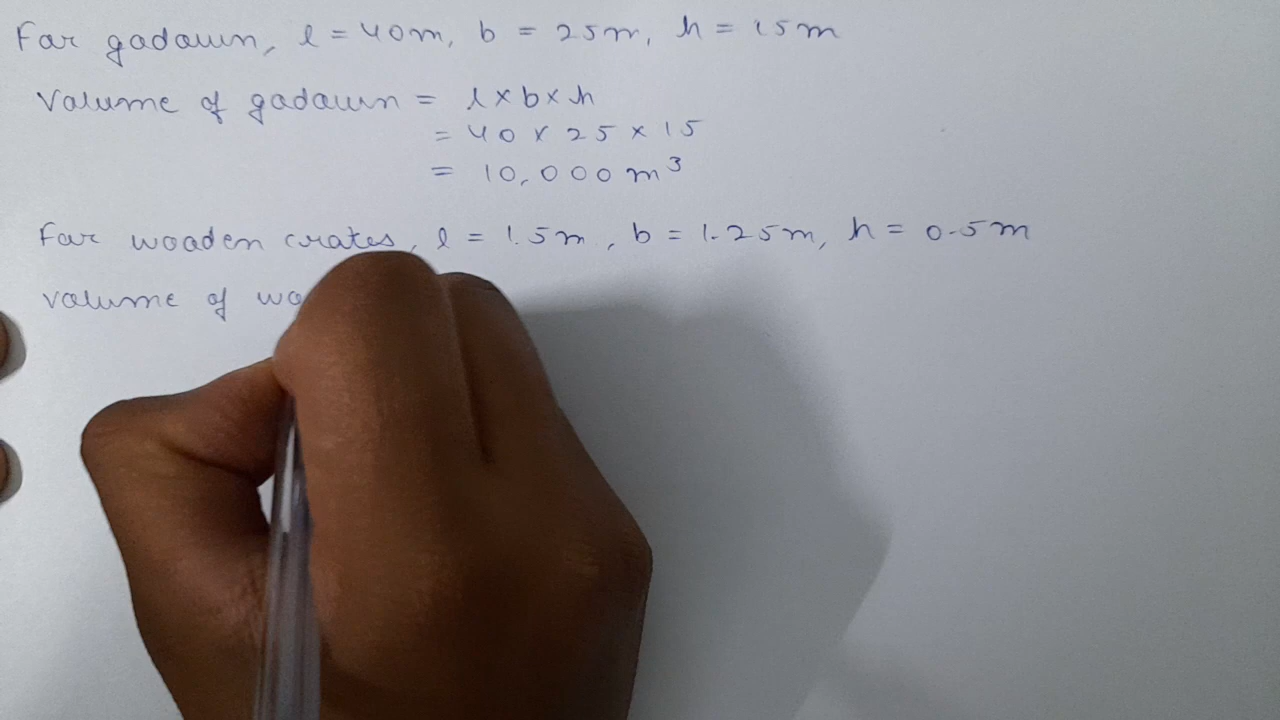 For godown, l = 40m, b = 25m, h = 15m
Volume of godown = l × b × h
= 40 × 25 × 15
= 10,000 m³
For wooden crates, l = 1.5m, b = 1.25m, h = 0.5m
volume of wo